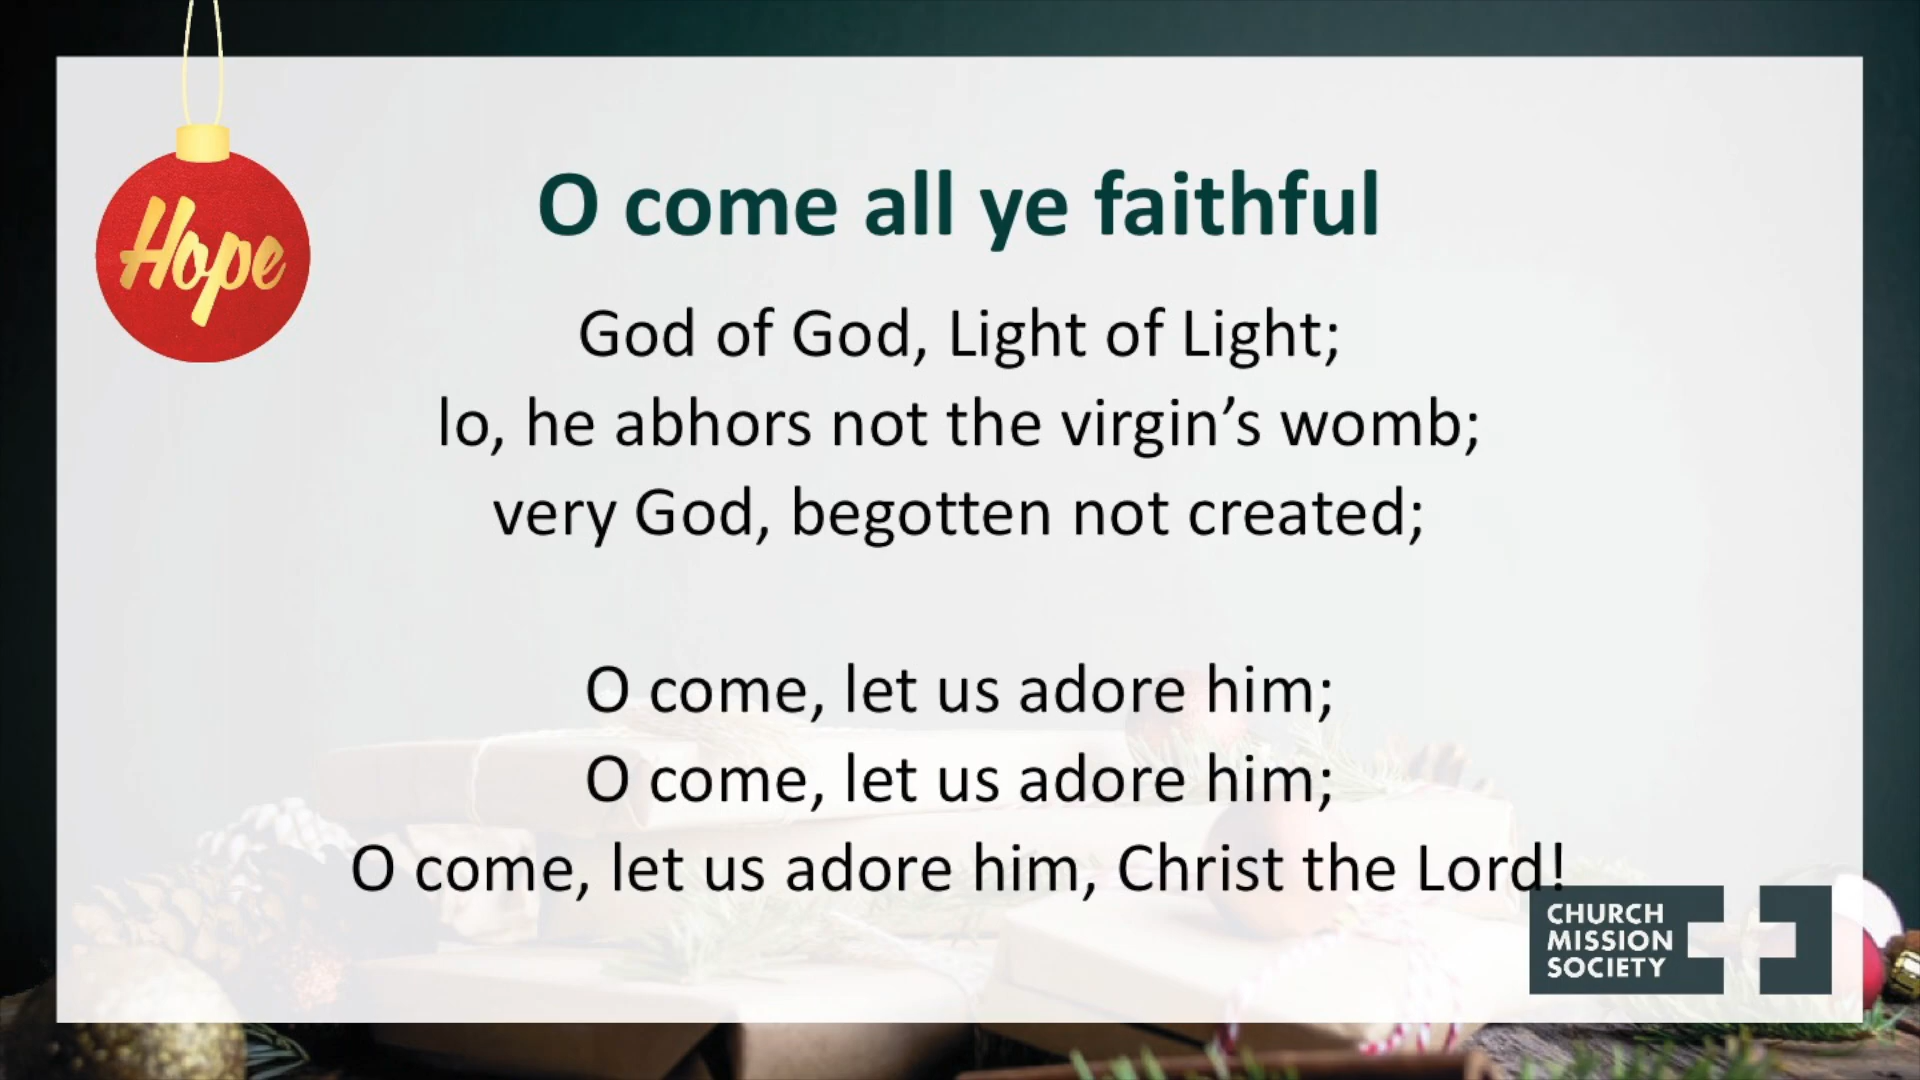 Hope
O come all ye faithful
God of God, Light of Light;
lo, he abhors not the virgin’s womb;
very God, begotten not created;
O come, let us adore him;
O come, let us adore him;
O come, let us adore him, Christ the Lord!
CHURCH
MISSION
SOCIETY